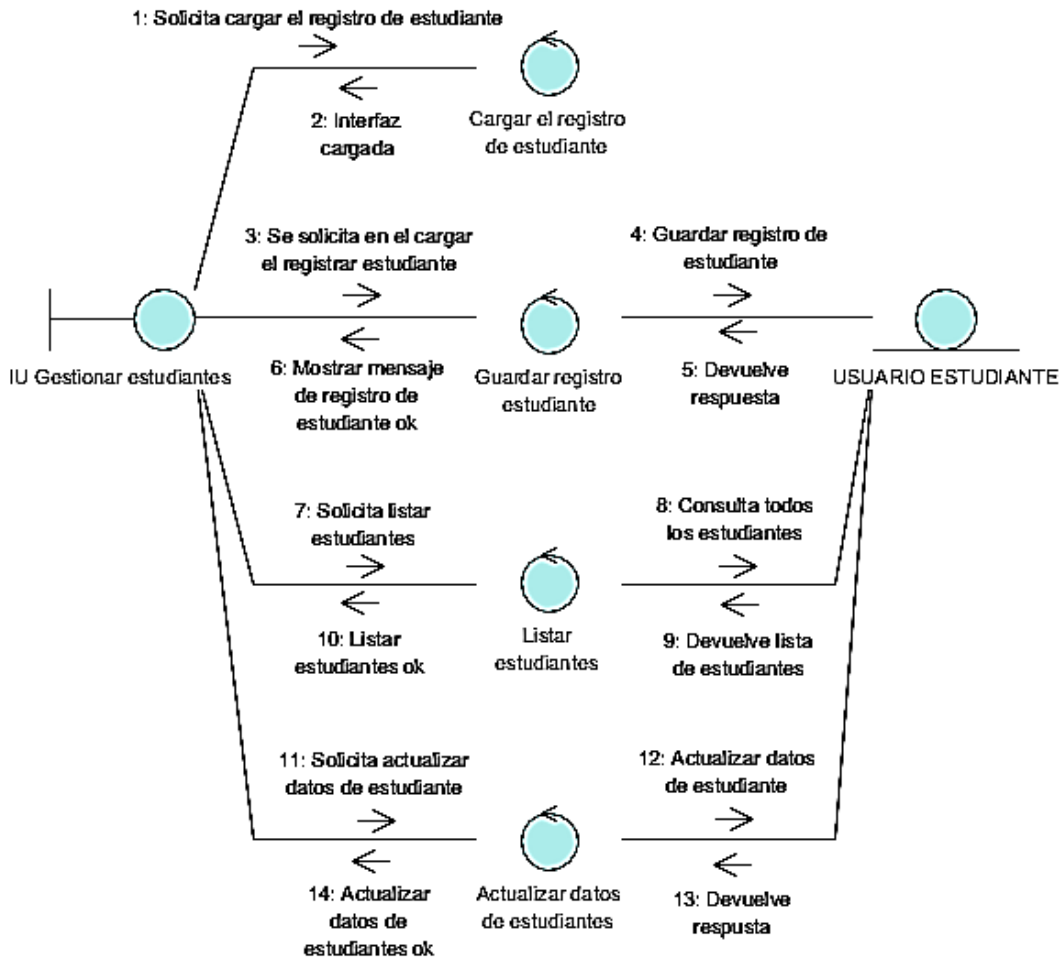 1: Solicita cargar el registro de estudiante
2: Interfaz
cargada
Cargar el registro
de estudiante
3: Se solicita en el cargar
el registrar estudiante
4: Guardar registro de
estudiante
IU Gestionar estudiantes
6: Mostrar mensaje
de registro de
estudiante ok
Guardar registro
estudiante
5: Devuelve
respuesta
USUARIO ESTUDIANTE
7: Solicita listar
estudiantes
8: Consulta todos
los estudiantes
10: Listar
estudiantes ok
Listar
estudiantes
9: Devuelve lista
de estudiantes
11: Solicita actualizar
datos de estudiante
12: Actualizar datos
de estudiante
14: Actualizar
datos de
estudiantes ok
Actualizar datos
de estudiantes
13: Devuelve
respusta